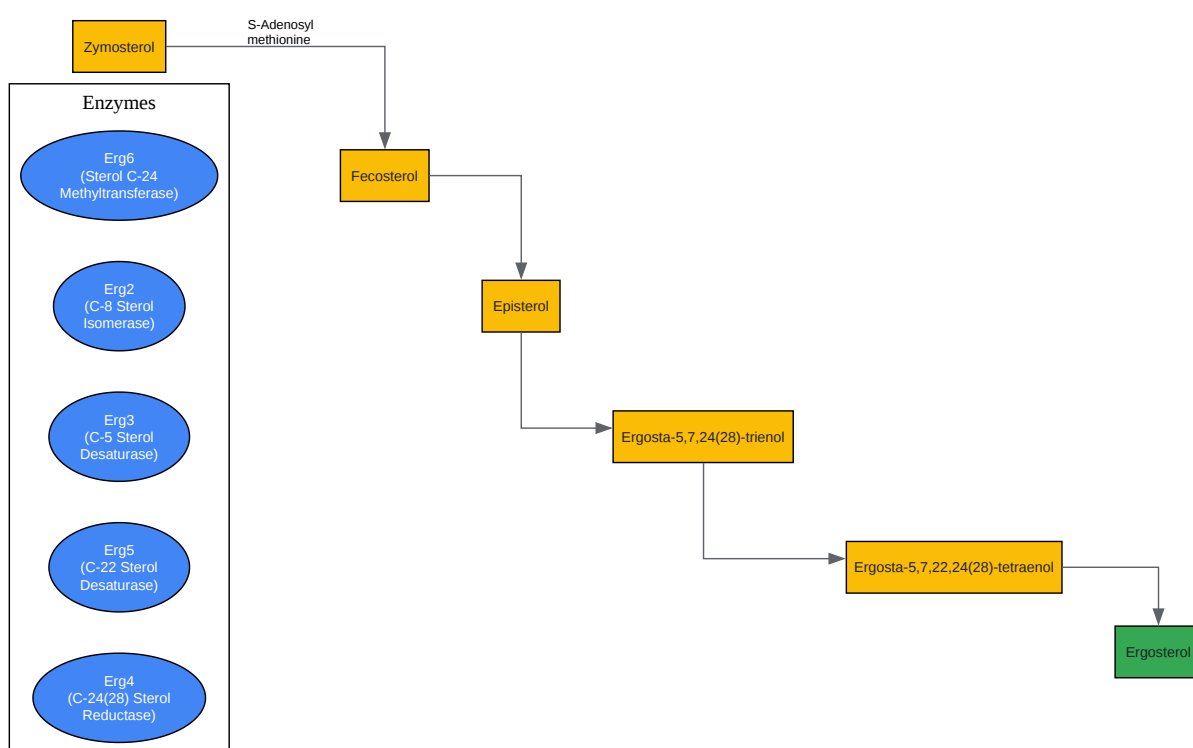 S-Adenosyl
methionine
Zymosterol
Enzymes
Erg6
(Sterol C-24
Methyltransferase)
Fecosterol
Erg2
(C-8 Sterol
Isomerase)
Episterol
Erg3
(C-5 Sterol
Desaturase)
Ergosta-5,7,24(28)-trienol
Erg5
(C-22 Sterol
Desaturase)
Ergosta-5,7,22,24(28)-tetraenol
Ergosterol
Erg4
(C-24(28) Sterol
Reductase)